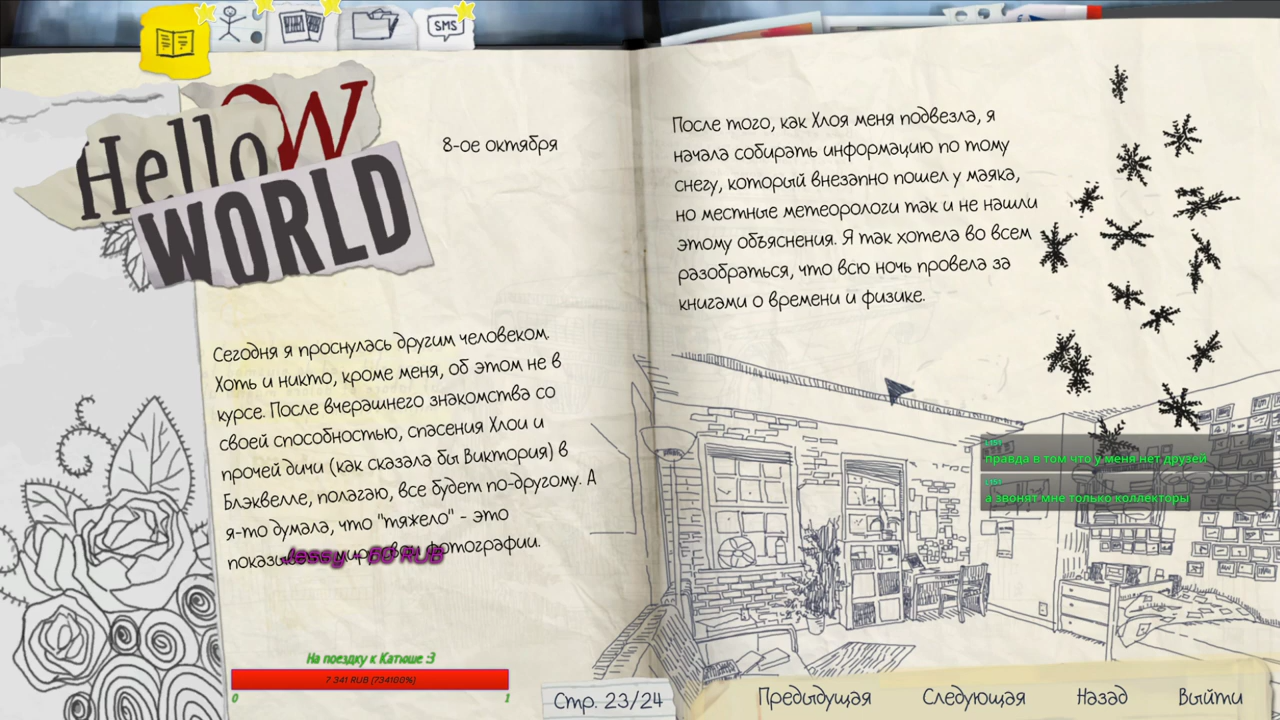 SMS
Hello W
WORLD
8-ое октября
Сегодня я проснулась другим человеком.
Хоть и никто, кроме меня, об этом не в
курсе. После вчерашнего знакомства со
своей способностью, спасения Хлои и
прочей дичи (как сказала бы Виктория) в
Блэквелле, полагаю, все будет по-другому. А
я-то думала, что "тяжело" - это
показывать миру свои фотографии.
- 60 RUB
На поездку к Катюше :3
7 341 RUB (734100%)
0 1
Стр. 23/24
После того, как Хлоя меня подвезла, я
начала собирать информацию по тому
снегу, который внезапно пошел у маяка,
но местные метеорологи так и не нашли
этому объяснения. Я так хотела во всем
разобраться, что всю ночь провела за
книгами о времени и физике.
правда в том что у меня нет друзей
а звонят мне только коллекторы
Предыдущая Следующая Назад Выйти